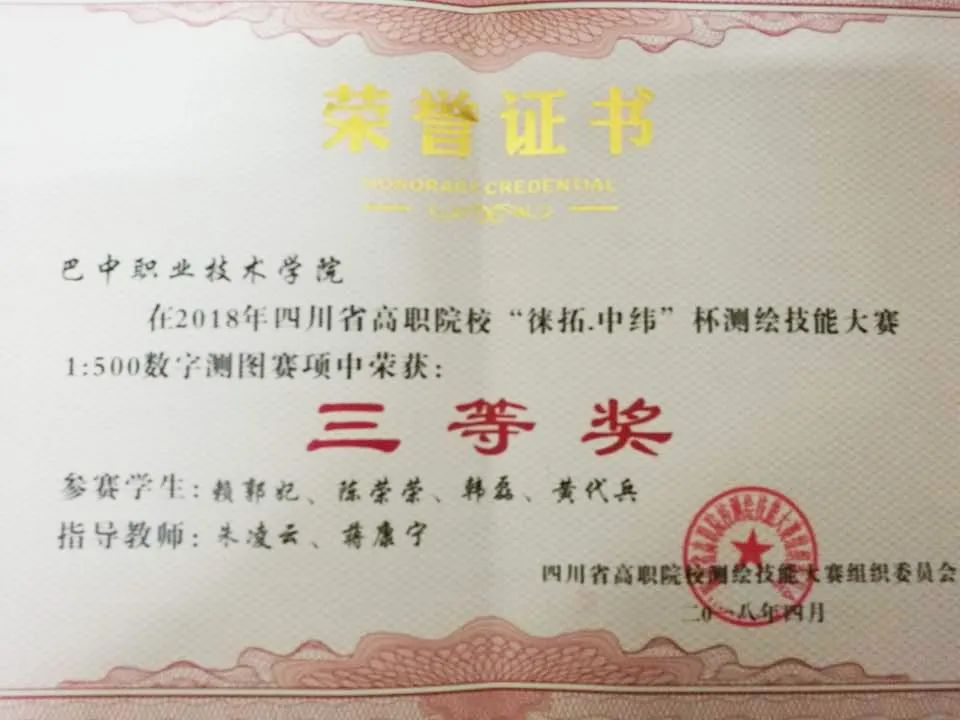 荣誉证书
HONORARY CREDENTIAL
巴中职业技术学院
在2018年四川省高职院校“徕拓.中纬”杯测绘技能大赛
1:500数字测图赛项中荣获:
三等奖
参赛学生:赖郭妃、陈荣荣、韩磊、黄代兵
指导教师:朱凌云、蒋康宁
四川省高职院校测绘技能大赛组织委员会
二〇一八年四月